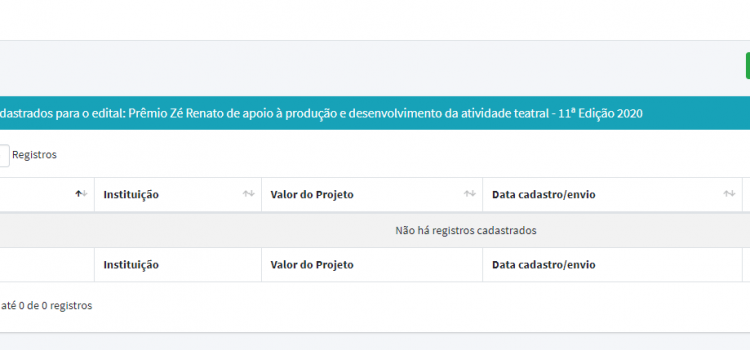 dastrados para o edital: Prêmio Zé Renato de apoio à produção e desenvolvimento da atividade teatral - 11ª Edição 2020
Registros
Instituição Valor do Projeto Data cadastro/envio
Não há registros cadastrados
Instituição Valor do Projeto Data cadastro/envio
até 0 de 0 registros